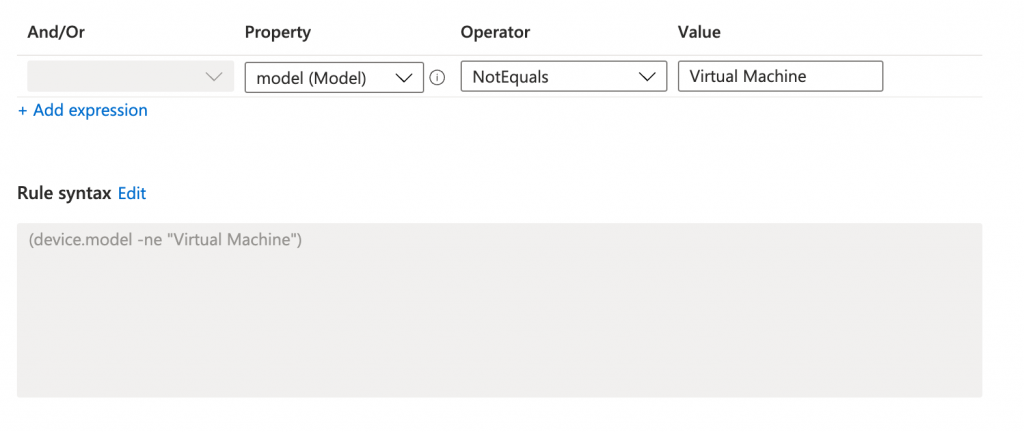 And/Or Property Operator Value
model (Model) NotEquals Virtual Machine
+ Add expression
Rule syntax Edit
(device.model -ne "Virtual Machine")